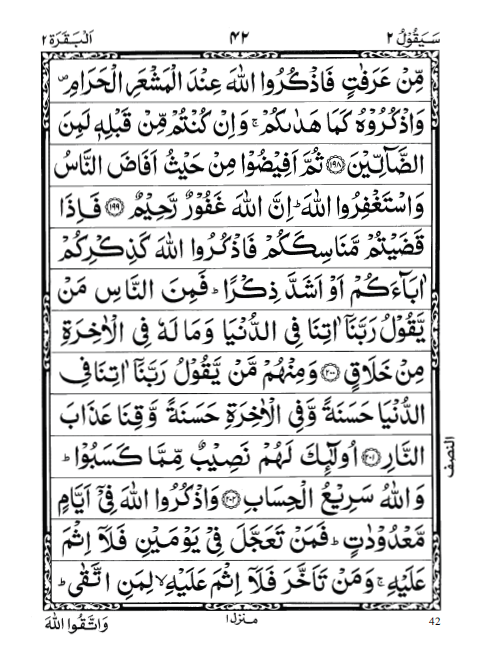 سَيَقُوْلُ ٢ ٤٢ اَلْبَقَرَة ٢
مِّنْ عَرَفٰتٍ فَاذْكُرُوا اللّٰهَ عِنْدَ الْمَشْعَرِ الْحَرَامِ ۪
وَاذْكُرُوْهُ كَمَا هَدٰىكُمْ ۚ وَاِنْ كُنْتُمْ مِّنْ قَبْلِهٖ لَمِنَ
الضَّآلِّيْنَ ﴿١٩٨﴾ ثُمَّ اَفِيْضُوْا مِنْ حَيْثُ اَفَاضَ النَّاسُ
وَاسْتَغْفِرُوا اللّٰهَ ؕ اِنَّ اللّٰهَ غَفُوْرٌ رَّحِيْمٌ ﴿١٩٩﴾ فَاِذَا
قَضَيْتُمْ مَّنَاسِكَكُمْ فَاذْكُرُوا اللّٰهَ كَذِكْرِكُمْ
اٰبَآءَكُمْ اَوْ اَشَدَّ ذِكْرًا ؕ فَمِنَ النَّاسِ مَنْ
يَّقُوْلُ رَبَّنَاۤ اٰتِنَا فِى الدُّنْيَا وَمَا لَهٗ فِى الْاٰخِرَةِ
مِنْ خَلَاقٍ ﴿٢٠٠﴾ وَمِنْهُمْ مَّنْ يَّقُوْلُ رَبَّنَاۤ اٰتِنَا فِى
الدُّنْيَا حَسَنَةً وَّفِى الْاٰخِرَةِ حَسَنَةً وَّقِنَا عَذَابَ
النَّارِ ﴿٢٠١﴾ اُولٰٓئِكَ لَهُمْ نَصِيْبٌ مِّمَّا كَسَبُوْا ؕ
وَاللّٰهُ سَرِيْعُ الْحِسَابِ ﴿٢٠٢﴾ وَاذْكُرُوا اللّٰهَ فِىْۤ اَيَّامٍ
مَّعْدُوْدٰتٍ ؕ فَمَنْ تَعَجَّلَ فِىْ يَوْمَيْنِ فَلَاۤ اِثْمَ
عَلَيْهِ ۚ وَمَنْ تَاَخَّرَ فَلَاۤ اِثْمَ عَلَيْهِ ۙ لِمَنِ اتَّقٰى ؕ
النصف
منزل ١
وَاتَّقُوا اللّٰهَ
42